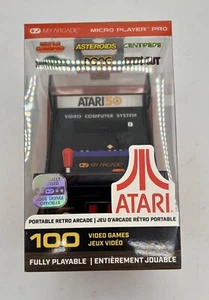 MY ARCADE MICRO PLAYER PRO
ASTEROIDS CENTIPEDE
PONG
ATARI 50
VIDEO COMPUTER SYSTEM
MY ARCADE
ATARI
PORTABLE RETRO ARCADE | JEU D'ARCADE RÉTRO PORTABLE
100 VIDEO GAMES
JEUX VIDÉO
FULLY PLAYABLE | ENTIÈREMENT JOUABLE